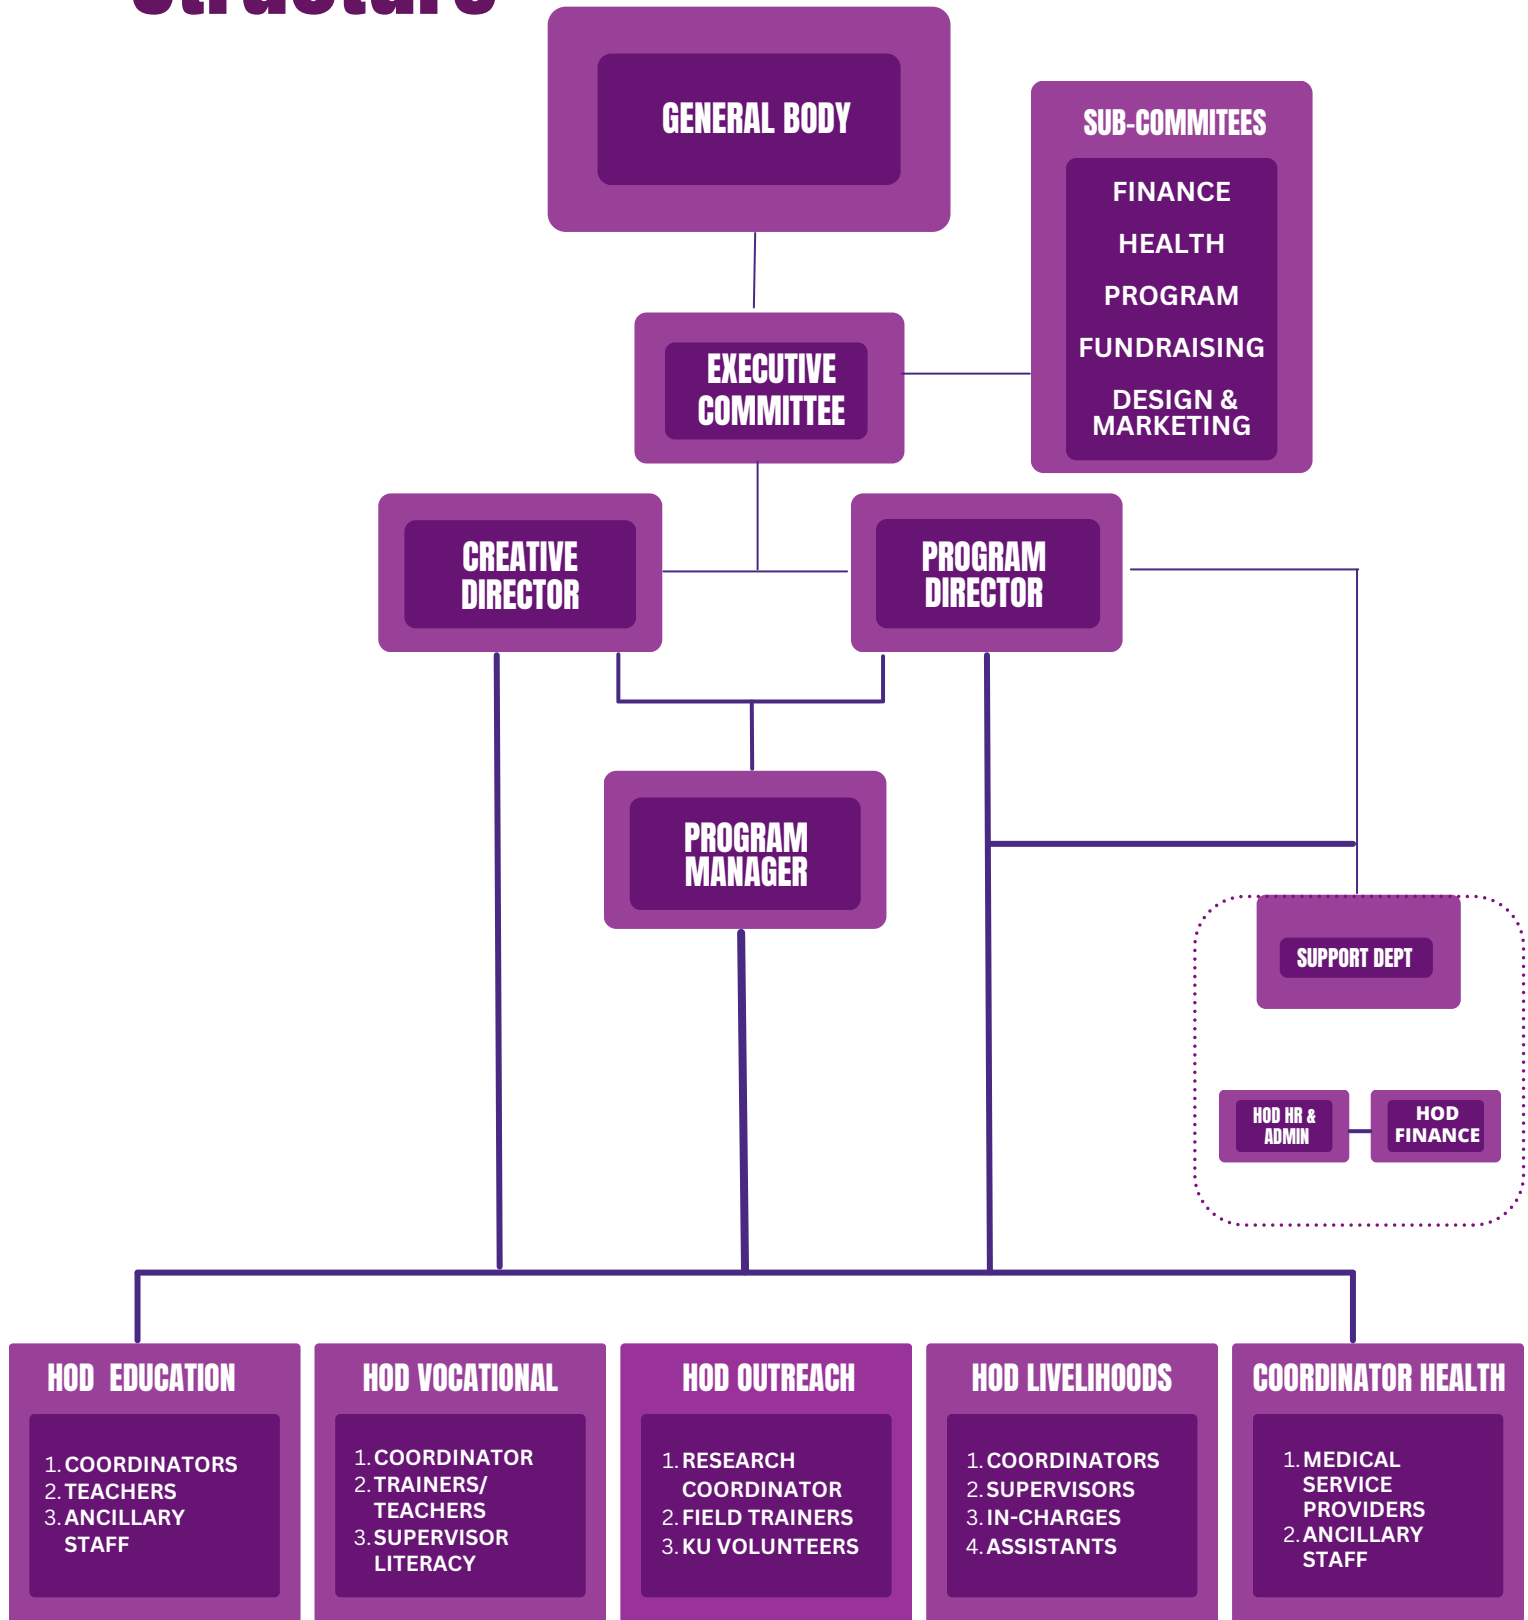 Structure
GENERAL BODY
SUB-COMMITEES
FINANCE
HEALTH
PROGRAM
FUNDRAISING
DESIGN &
MARKETING
EXECUTIVE
COMMITTEE
CREATIVE
DIRECTOR
PROGRAM
DIRECTOR
PROGRAM
MANAGER
SUPPORT DEPT
HOD HR &
ADMIN
HOD
FINANCE
HOD EDUCATION
1. COORDINATORS
2. TEACHERS
3. ANCILLARY
STAFF
HOD VOCATIONAL
1. COORDINATOR
2. TRAINERS/
TEACHERS
3. SUPERVISOR
LITERACY
HOD OUTREACH
1. RESEARCH
COORDINATOR
2. FIELD TRAINERS
3. KU VOLUNTEERS
HOD LIVELIHOODS
1. COORDINATORS
2. SUPERVISORS
3. IN-CHARGES
4. ASSISTANTS
COORDINATOR HEALTH
1. MEDICAL
SERVICE
PROVIDERS
2. ANCILLARY
STAFF